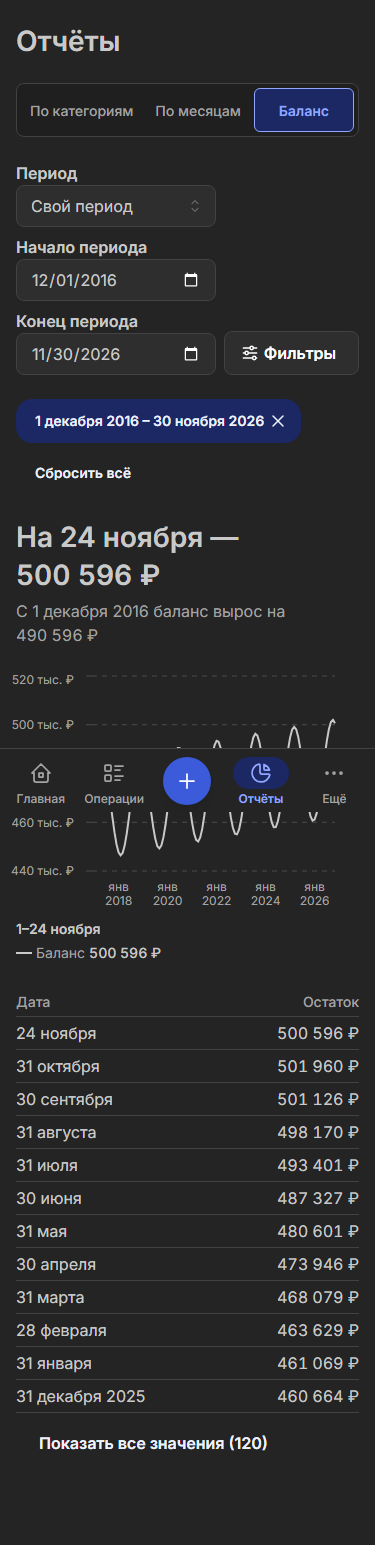 Отчёты
По категориям По месяцам Баланс
Период
Свой период
Начало периода
12/01/2016
Конец периода
11/30/2026
Фильтры
1 декабря 2016 – 30 ноября 2026
Сбросить всё
На 24 ноября —
500 596 ₽
С 1 декабря 2016 баланс вырос на
490 596 ₽
520 тыс. ₽
500 тыс. ₽
Главная Операции Отчёты Ещё
460 тыс. ₽
440 тыс. ₽
янв янв янв янв янв
2018 2020 2022 2024 2026
1–24 ноября
Баланс 500 596 ₽
Дата Остаток
24 ноября 500 596 ₽
31 октября 501 960 ₽
30 сентября 501 126 ₽
31 августа 498 170 ₽
31 июля 493 401 ₽
30 июня 487 327 ₽
31 мая 480 601 ₽
30 апреля 473 946 ₽
31 марта 468 079 ₽
28 февраля 463 629 ₽
31 января 461 069 ₽
31 декабря 2025 460 664 ₽
Показать все значения (120)